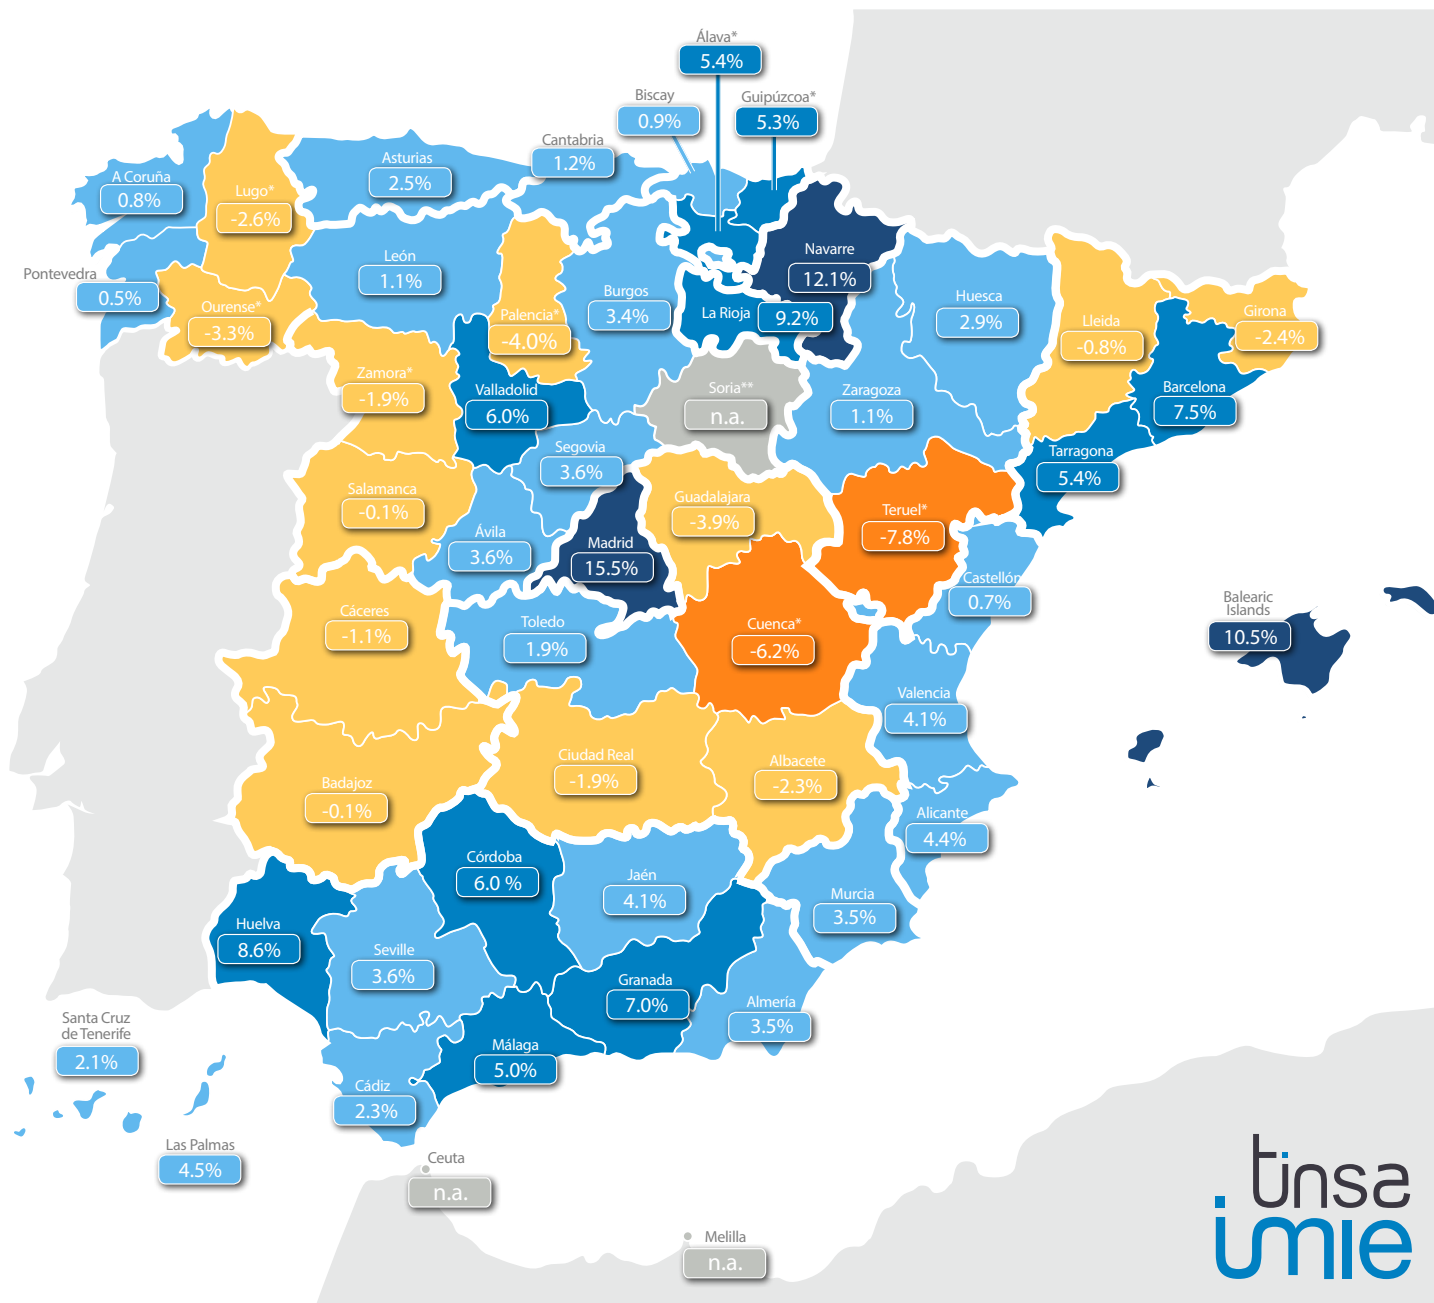 Álava*
5.4%
Biscay
0.9%
Guipúzcoa*
5.3%
Cantabria
1.2%
Asturias
2.5%
A Coruña
0.8%
Lugo*
-2.6%
Navarre
12.1%
León
1.1%
Pontevedra
0.5%
Ourense*
-3.3%
Palencia*
-4.0%
Burgos
3.4%
La Rioja
9.2%
Huesca
2.9%
Lleida
-0.8%
Girona
-2.4%
Zamora*
-1.9%
Valladolid
6.0%
Soria**
n.a.
Zaragoza
1.1%
Barcelona
7.5%
Segovia
3.6%
Tarragona
5.4%
Salamanca
-0.1%
Guadalajara
-3.9%
Teruel*
-7.8%
Ávila
3.6%
Madrid
15.5%
Castellón
0.7%
Cáceres
-1.1%
Toledo
1.9%
Cuenca*
-6.2%
Balearic
Islands
10.5%
Valencia
4.1%
Ciudad Real
-1.9%
Albacete
-2.3%
Badajoz
-0.1%
Alicante
4.4%
Córdoba
6.0 %
Jaén
4.1%
Murcia
3.5%
Huelva
8.6%
Seville
3.6%
Granada
7.0%
Almería
3.5%
Santa Cruz
de Tenerife
2.1%
Málaga
5.0%
Cádiz
2.3%
Las Palmas
4.5%
Ceuta
n.a.
Melilla
n.a.
tinsa
imie